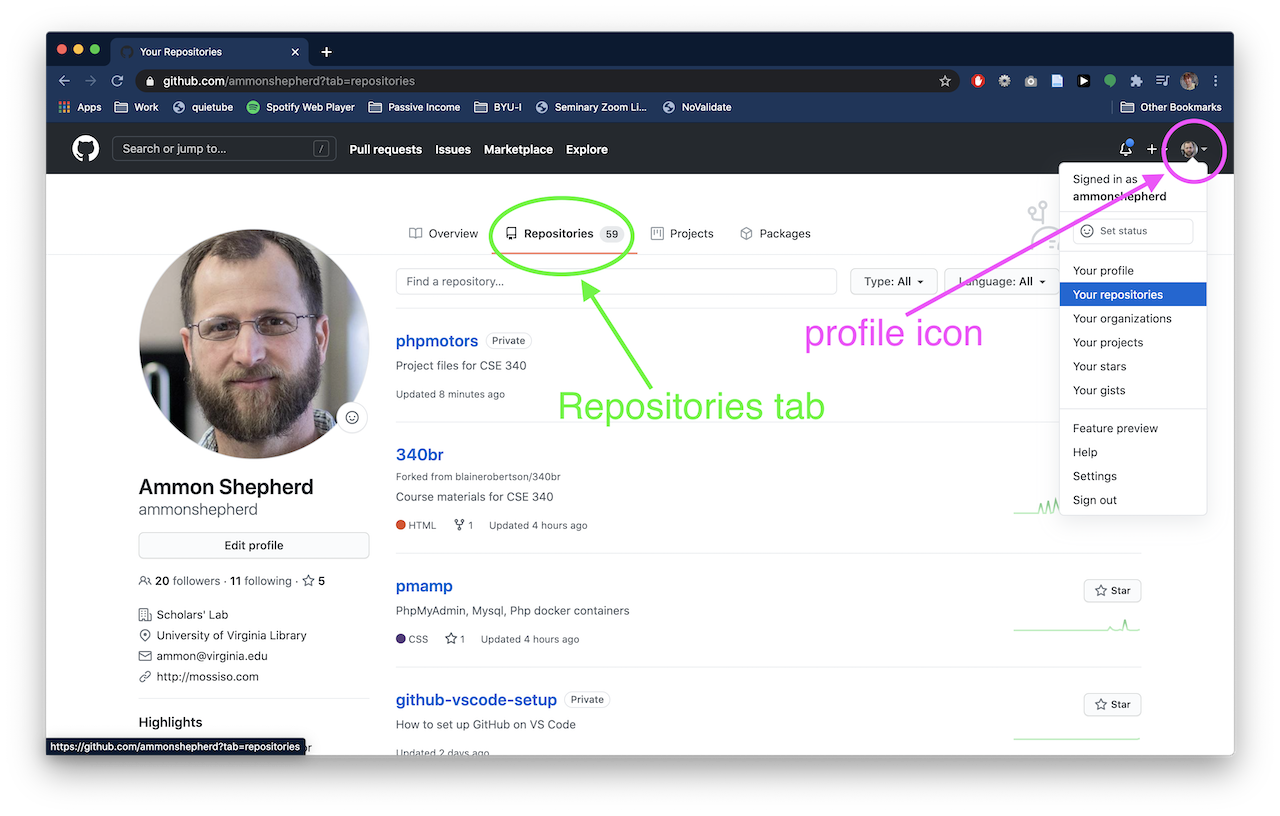 Your Repositories
github.com/ammonshepherd?tab=repositories
Apps Work quietube Spotify Web Player Passive Income BYU-I Seminary Zoom Li... NoValidate Other Bookmarks
Search or jump to... / Pull requests Issues Marketplace Explore
Signed in as
ammonshepherd
Set status
Your profile
Your repositories
Your organizations
Your projects
Your stars
Your gists
Feature preview
Help
Settings
Sign out
profile icon
Overview Repositories 59 Projects Packages
Find a repository... Type: All Language: All
Repositories tab
phpmotors Private
Project files for CSE 340
Updated 8 minutes ago
340br
Forked from blainerobertson/340br
Course materials for CSE 340
HTML 1 Updated 4 hours ago
pmamp Star
PhpMyAdmin, Mysql, Php docker containers
CSS 1 Updated 4 hours ago
github-vscode-setup Private Star
How to set up GitHub on VS Code
Updated 2 days ago
Ammon Shepherd
ammonshepherd
Edit profile
20 followers · 11 following · 5
Scholars' Lab
University of Virginia Library
ammon@virginia.edu
http://mossiso.com
Highlights
https://github.com/ammonshepherd?tab=repositories